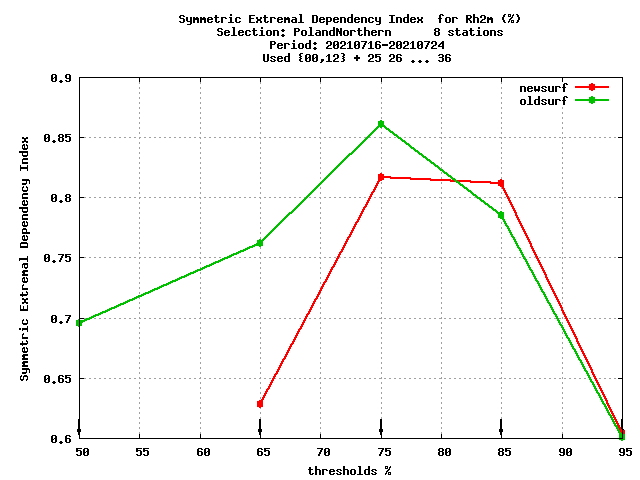 Symmetric Extremal Dependency Index  for Rh2m (%)
Selection: PolandNorthern      8 stations
Period: 20210716-20210724
Used {00,12} + 25 26 ... 36
newsurf
oldsurf
0.9
0.85
0.8
0.75
0.7
0.65
0.6
Symmetric Extremal Dependency Index
50 55 60 65 70 75 80 85 90 95
thresholds %